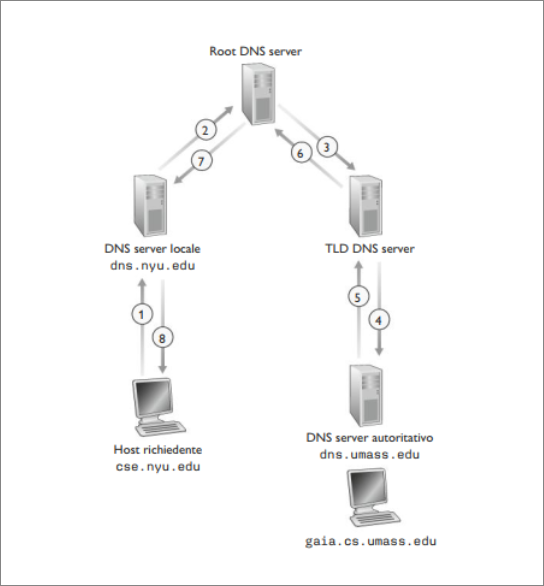 Root DNS server
2
3
7
6
DNS server locale
dns.nyu.edu
TLD DNS server
1
8
5
4
Host richiedente
cse.nyu.edu
DNS server autoritativo
dns.umass.edu
gaia.cs.umass.edu